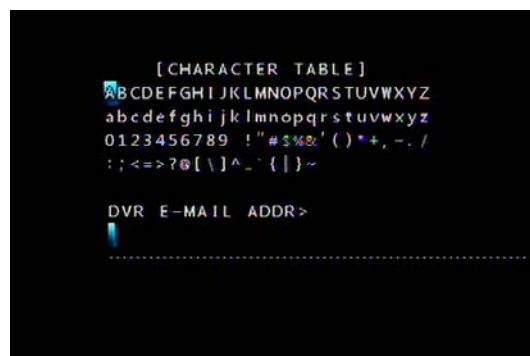 [CHARACTER TABLE]
ABCDEFGHIJKLMNOPQRSTUVWXYZ
abcdefghijklmnopqrstuvwxyz
0123456789 !"#$%&'()*+,-./
:;<=>?@[\]^_`{|}~
DVR E-MAIL ADDR>